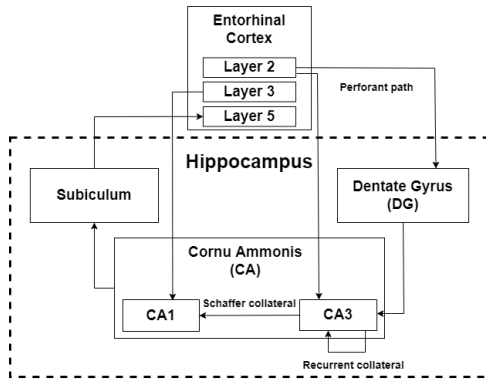 Entorhinal
Cortex
Layer 2
Layer 3
Layer 5
Perforant path
Hippocampus
Subiculum
Dentate Gyrus
(DG)
Cornu Ammonis
(CA)
Schaffer collateral
CA1
CA3
Recurrent collateral